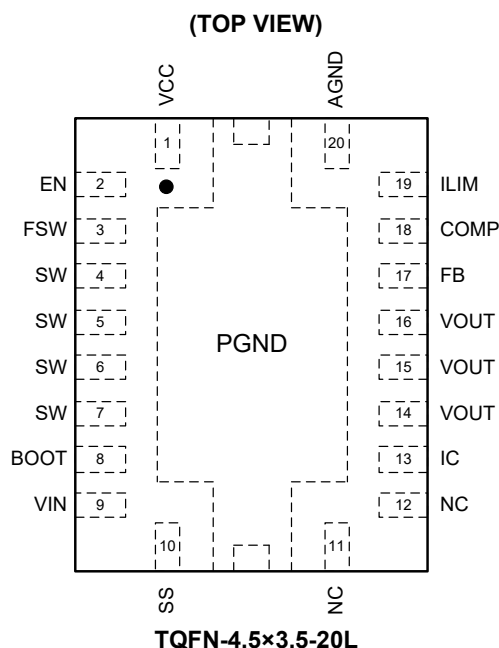 (TOP VIEW)
VCC
AGND
1
20
EN 2
19 ILIM
FSW 3
18 COMP
SW 4
17 FB
SW 5
16 VOUT
PGND
SW 6
15 VOUT
SW 7
14 VOUT
BOOT 8
13 IC
VIN 9
12 NC
10
11
SS
NC
TQFN-4.5×3.5-20L